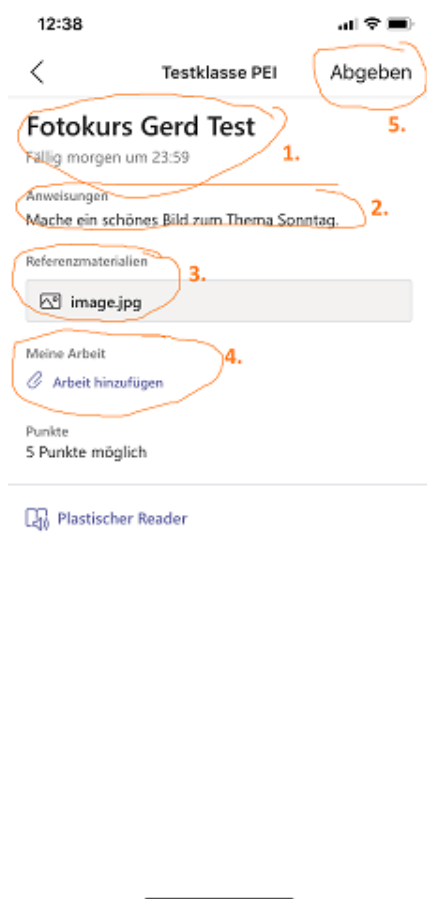 12:38
Testklasse PEI
Abgeben
5.
Fotokurs Gerd Test
Fällig morgen um 23:59
1.
Anweisungen
Mache ein schönes Bild zum Thema Sonntag.
2.
Referenzmaterialien
3.
image.jpg
Meine Arbeit
4.
Arbeit hinzufügen
Punkte
5 Punkte möglich
Plastischer Reader